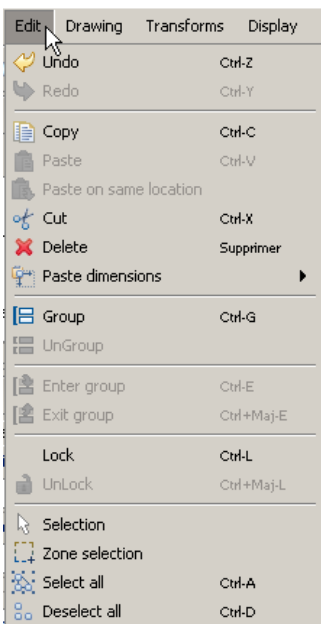 Edit Drawing Transforms Display
Undo Ctrl-Z
Redo Ctrl-Y
Copy Ctrl-C
Paste Ctrl-V
Paste on same location
Cut Ctrl-X
Delete Supprimer
Paste dimensions
Group Ctrl-G
UnGroup
Enter group Ctrl-E
Exit group Ctrl+Maj-E
Lock Ctrl-L
UnLock Ctrl+Maj-L
Selection
Zone selection
Select all Ctrl-A
Deselect all Ctrl-D